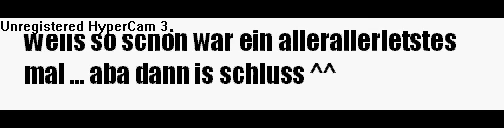 Unregistered HyperCam 3.
weils so schön war ein allerallerletstes
mal ... aba dann is schluss ^^